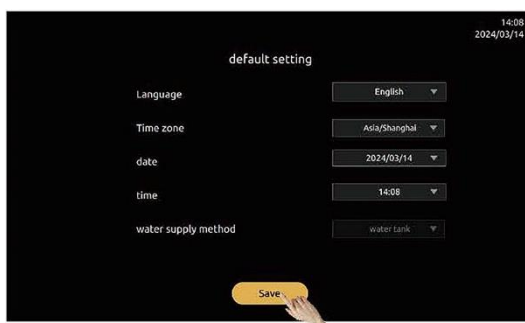 14:08
2024/03/14
default setting
Language
English
Time zone
Asia/Shanghai
date
2024/03/14
time
14:08
water supply method
water tank
Save